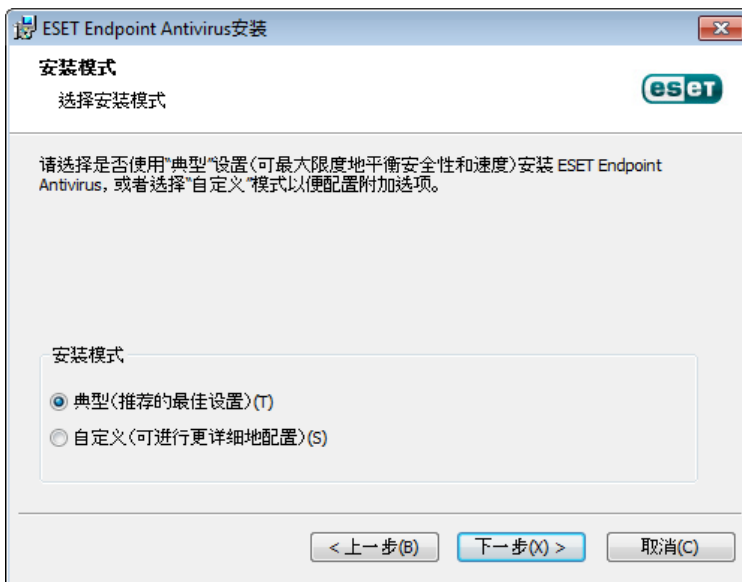 ESET Endpoint Antivirus安装
安装模式
选择安装模式
eseT
请选择是否使用"典型"设置(可最大限度地平衡安全性和速度)安装 ESET Endpoint
Antivirus, 或者选择"自定义"模式以便配置附加选项。
安装模式
典型(推荐的最佳设置)(T)
自定义(可进行更详细地配置)(S)
< 上一步(B)
下一步(X) >
取消(C)